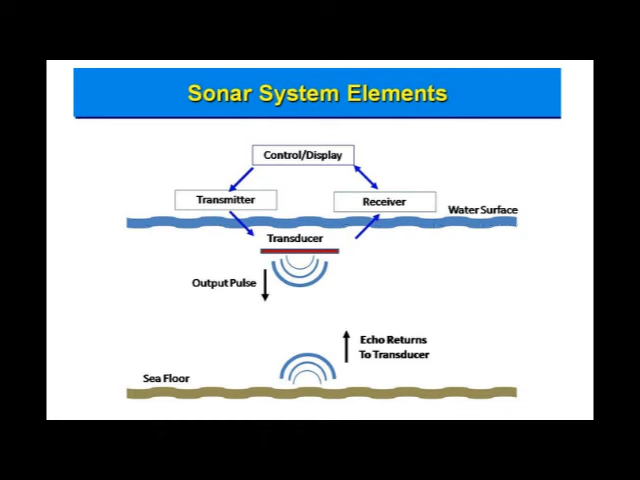 Sonar System Elements
Control/Display
Transmitter
Receiver
Water Surface
Transducer
Output Pulse
Echo Returns
To Transducer
Sea Floor